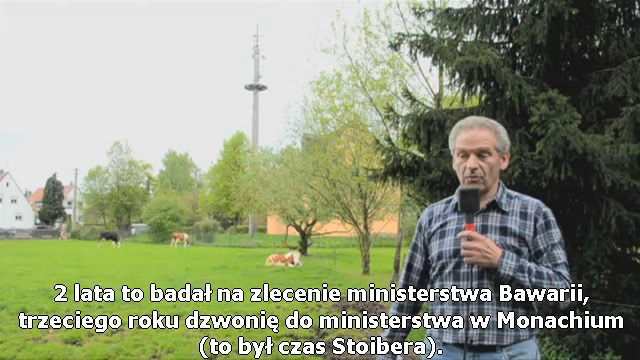 2 lata to badał na zlecenie ministerstwa Bawarii,
trzeciego roku dzwonię do ministerstwa w Monachium
(to był czas Stoibera).